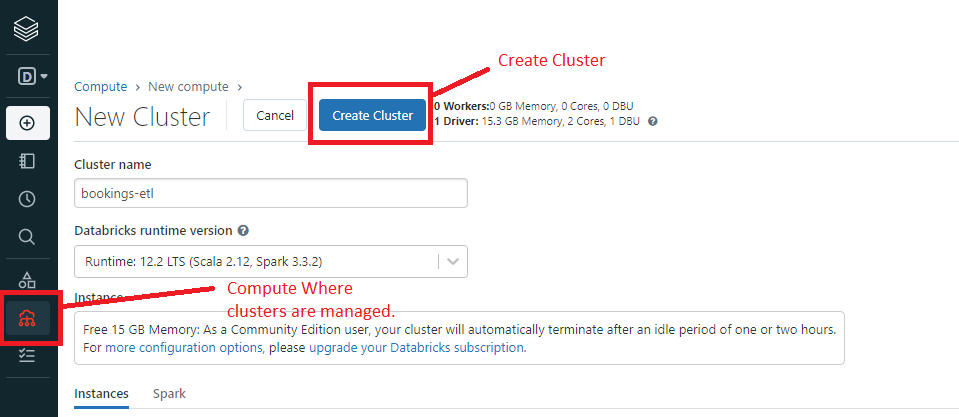 Create Cluster
D
Compute > New compute >
New Cluster
Cancel
Create Cluster
0 Workers:0 GB Memory, 0 Cores, 0 DBU
1 Driver: 15.3 GB Memory, 2 Cores, 1 DBU ?
Cluster name
bookings-etl
Databricks runtime version ?
Runtime: 12.2 LTS (Scala 2.12, Spark 3.3.2)
Instance
Compute Where
clusters are managed.
Free 15 GB Memory: As a Community Edition user, your cluster will automatically terminate after an idle period of one or two hours.
For more configuration options, please upgrade your Databricks subscription.
Instances Spark